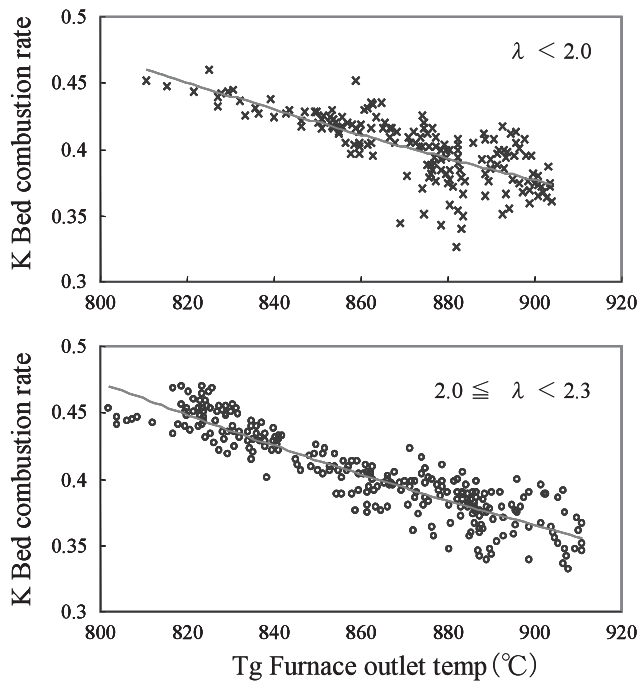 K Bed combustion rate
0.5
0.45
0.4
0.35
0.3
λ < 2.0
800 820 840 860 880 900 920
K Bed combustion rate
0.5
0.45
0.4
0.35
0.3
2.0 ≦ λ < 2.3
800 820 840 860 880 900 920
Tg Furnace outlet temp (℃)